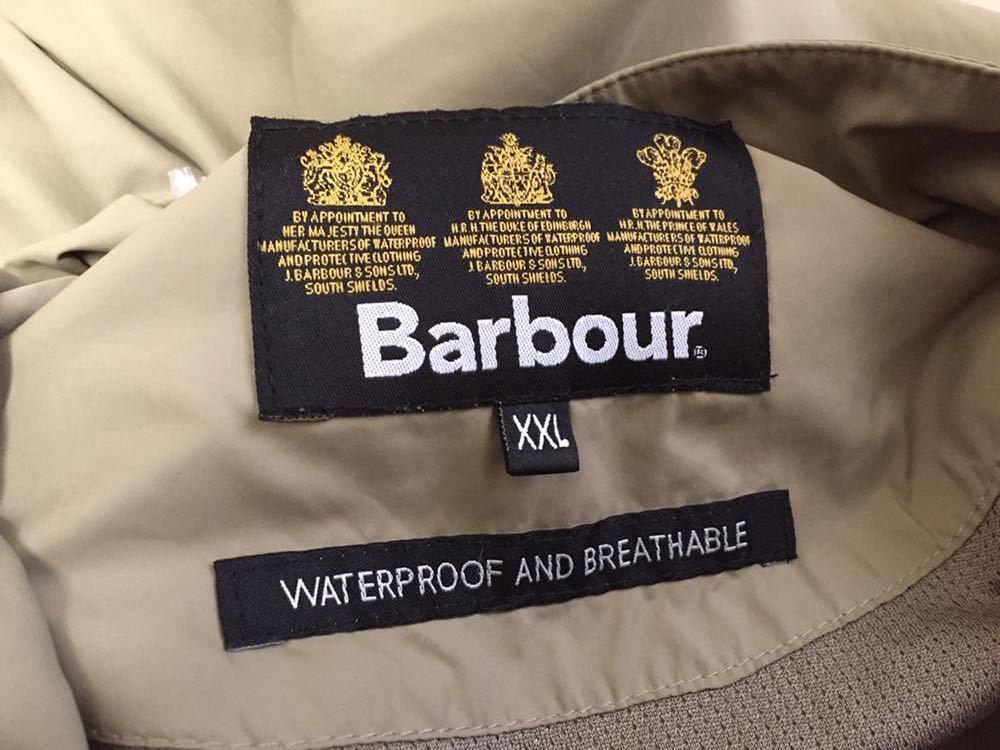 BY APPOINTMENT TO
HER MAJESTY THE QUEEN
MANUFACTURERS OF WATERPROOF
AND PROTECTIVE CLOTHING
J. BARBOUR & SONS LTD.,
SOUTH SHIELDS.
BY APPOINTMENT TO
H.R.H. THE DUKE OF EDINBURGH
MANUFACTURERS OF WATERPROOF
AND PROTECTIVE CLOTHING
J. BARBOUR & SONS LTD,
SOUTH SHIELDS.
BY APPOINTMENT TO
H.R.H. THE PRINCE OF WALES
MANUFACTURERS OF WATERPROOF
AND PROTECTIVE CLOTHING
J. BARBOUR & SONS LTD,
SOUTH SHIELDS.
Barbour®
XXL
WATERPROOF AND BREATHABLE